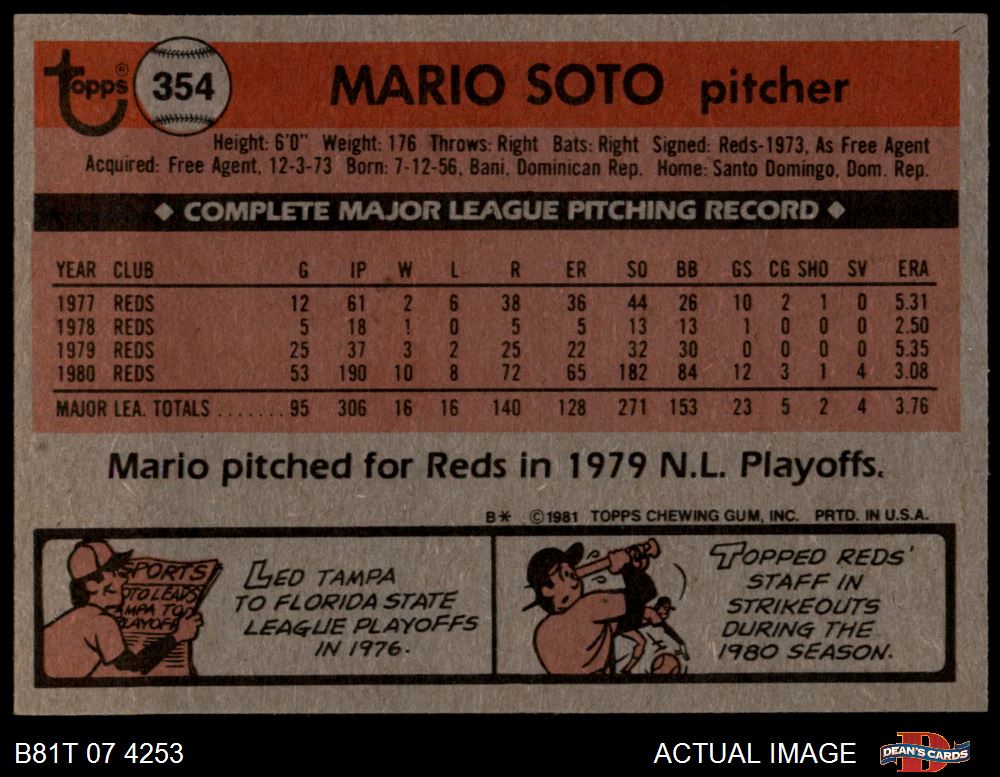 topps® 354 MARIO SOTO pitcher
Height: 6'0" Weight: 176 Throws: Right Bats: Right Signed: Reds-1973, As Free Agent
Acquired: Free Agent, 12-3-73 Born: 7-12-56, Bani, Dominican Rep. Home: Santo Domingo, Dom. Rep.
◆ COMPLETE MAJOR LEAGUE PITCHING RECORD ◆
YEAR CLUB G IP W L R ER SO BB GS CG SHO SV ERA
1977 REDS 12 61 2 6 38 36 44 26 10 2 1 0 5.31
1978 REDS 5 18 1 0 5 5 13 13 1 0 0 0 2.50
1979 REDS 25 37 3 2 25 22 32 30 0 0 0 0 5.35
1980 REDS 53 190 10 8 72 65 182 84 12 3 1 4 3.08
MAJOR LEA. TOTALS ....... 95 306 16 16 140 128 271 153 23 5 2 4 3.76
Mario pitched for Reds in 1979 N.L. Playoffs.
B* ©1981 TOPPS CHEWING GUM, INC. PRTD. IN U.S.A.
SPORTS
OTO LEADS
MPA TO
PLAYOFF
LED TAMPA
TO FLORIDA STATE
LEAGUE PLAYOFFS
IN 1976.
TOPPED REDS'
STAFF IN
STRIKEOUTS
DURING THE
1980 SEASON.
B81T 07 4253 ACTUAL IMAGE DEAN'S CARDS